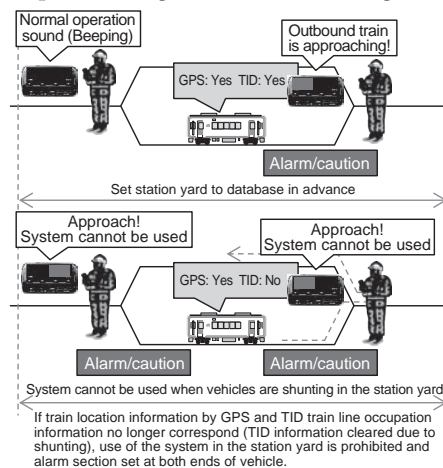 Normal operation
sound (Beeping)
Outbound train
is approaching!
GPS: Yes TID: Yes
Alarm/caution
Set station yard to database in advance
Approach!
System cannot be used
Approach!
System cannot be used
GPS: Yes TID: No
Alarm/caution
Alarm/caution
System cannot be used when vehicles are shunting in the station yard
If train location information by GPS and TID train line occupation
information no longer correspond (TID information cleared due to
shunting), use of the system in the station yard is prohibited and
alarm section set at both ends of vehicle.